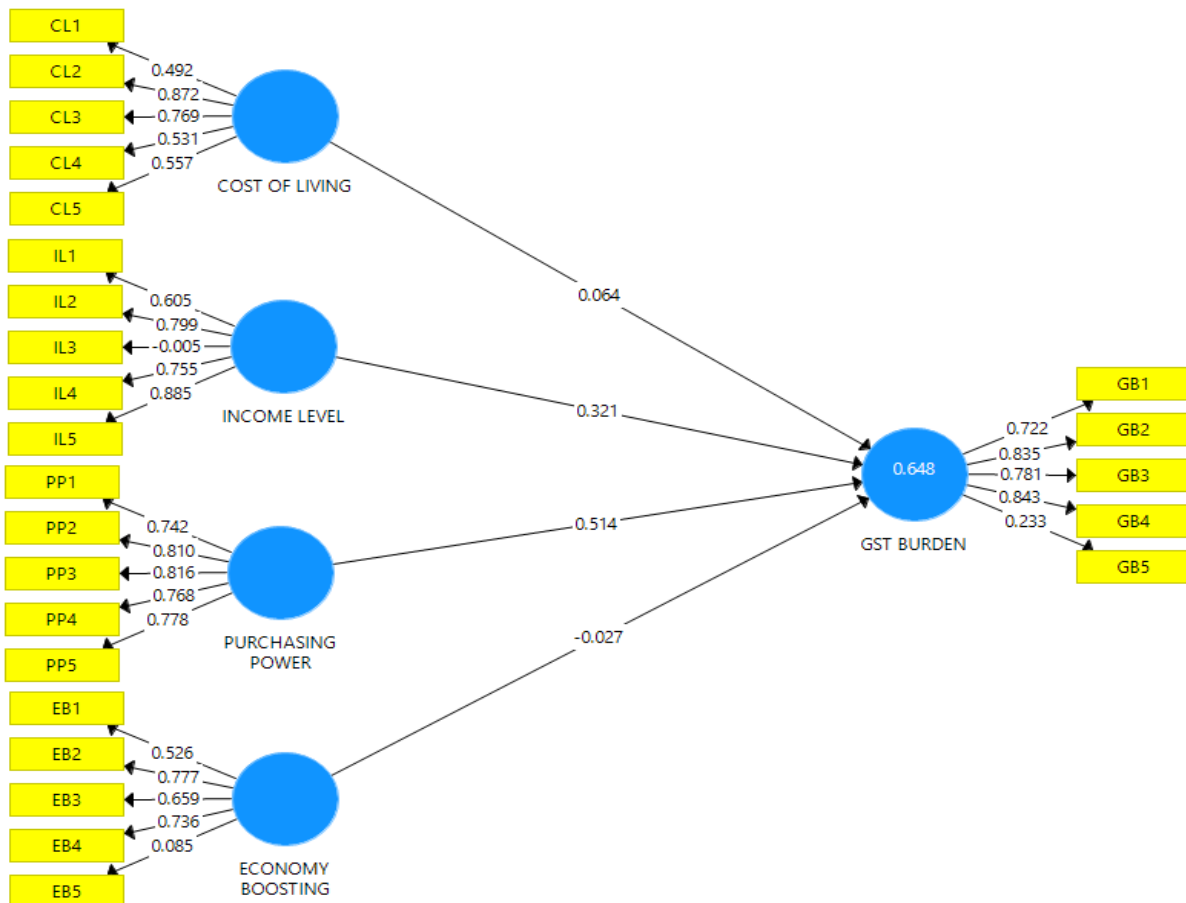 CL1
0.492
CL2
0.872
CL3
0.769
CL4
0.531
CL5
0.557
COST OF LIVING
0.064
IL1
0.605
IL2
0.799
IL3
-0.005
IL4
0.755
IL5
0.885
INCOME LEVEL
0.321
PP1
0.742
PP2
0.810
PP3
0.816
PP4
0.768
PP5
0.778
PURCHASING
POWER
0.514
EB1
0.526
EB2
0.777
EB3
0.659
EB4
0.736
EB5
0.085
ECONOMY
BOOSTING
-0.027
0.648
GST BURDEN
GB1
0.722
GB2
0.835
GB3
0.781
GB4
0.843
GB5
0.233